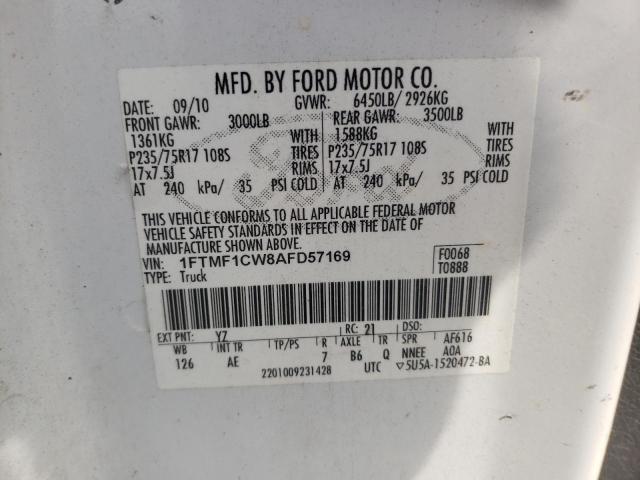 MFD. BY FORD MOTOR CO.
DATE: 09/10 GVWR: 6450LB/ 2926KG
FRONT GAWR: 3000LB REAR GAWR: 3500LB
1361KG WITH 1588KG WITH
P235/75R17 108S TIRES P235/75R17 108S TIRES
17x7.5J RIMS 17x7.5J RIMS
AT 240 kPa/ 35 PSI COLD AT 240 kPa/ 35 PSI COLD
THIS VEHICLE CONFORMS TO ALL APPLICABLE FEDERAL MOTOR
VEHICLE SAFETY STANDARDS IN EFFECT ON THE DATE OF
MANUFACTURE SHOWN ABOVE.
VIN: 1FTMF1CW8AFD57169 F0068
TYPE: Truck T0888
EXT PNT: YZ RC: 21 DSO:
WB INT TR TP/PS R AXLE TR SPR AF616
126 AE 7 B6 Q NNEE A0A
2201009231428 UTC ▽5U5A-1520472-BA